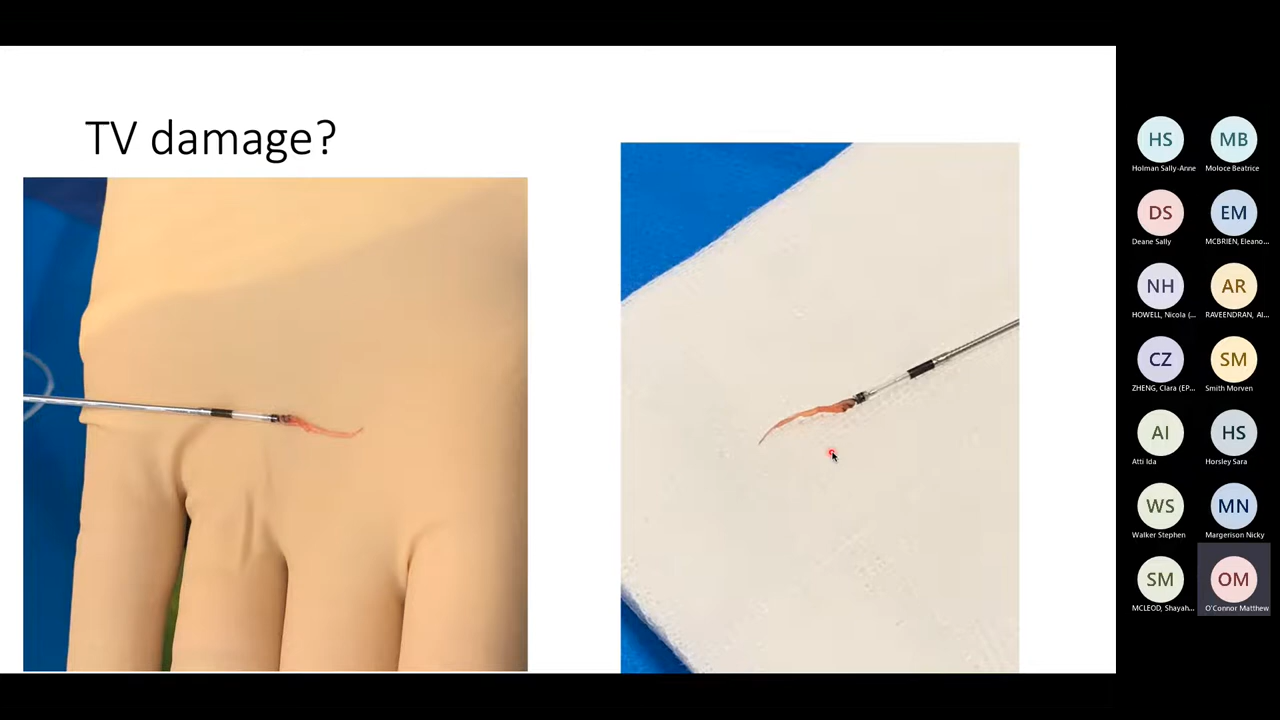 TV damage?
HS
MB
Holman Sally-Anne
Moloce Beatrice
DS
EM
Deane Sally
MCBRIEN, Eleano...
NH
AR
HOWELL, Nicola (...
RAVEENDRAN, Al...
CZ
SM
ZHENG, Clara (EP...
Smith Morven
AI
HS
Atti Ida
Horsley Sara
WS
MN
Walker Stephen
Margerison Nicky
SM
OM
MCLEOD, Shayah...
O'Connor Matthew